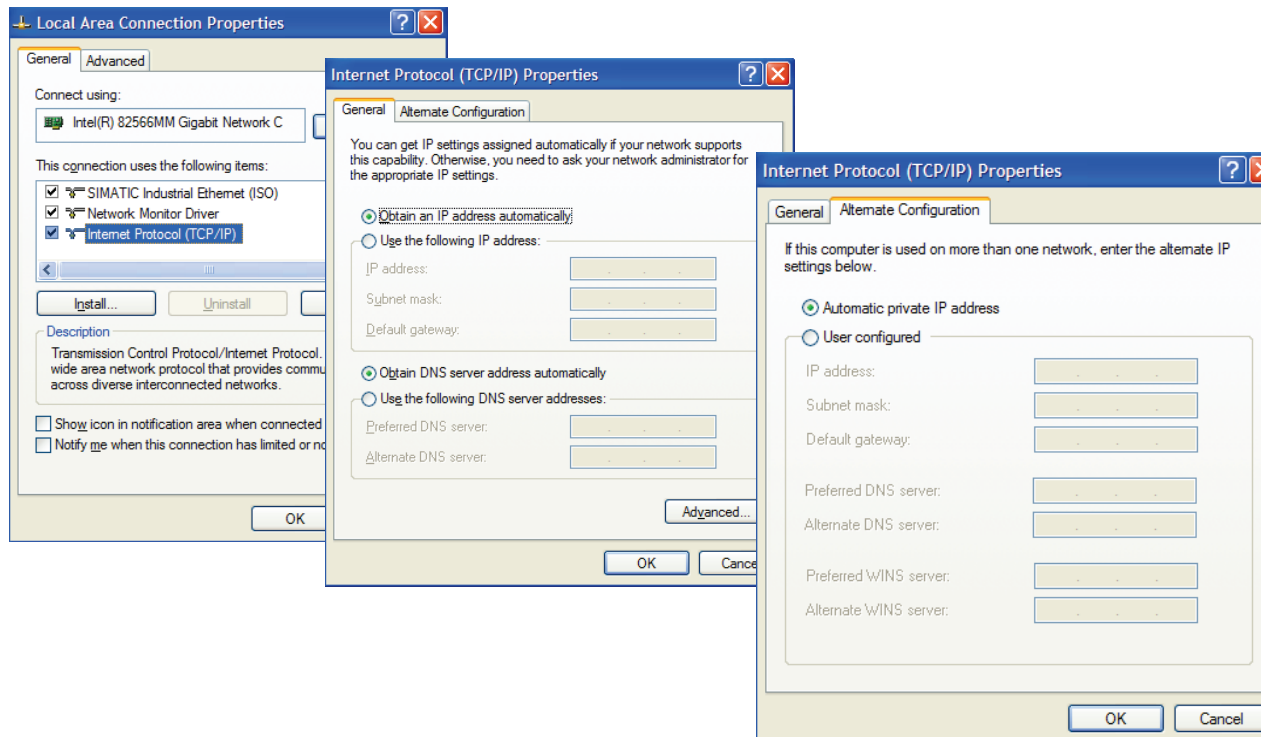 Local Area Connection Properties
General
Advanced
Connect using:
Intel(R) 82566MM Gigabit Network C
This connection uses the following items:
SIMATIC Industrial Ethernet (ISO)
Network Monitor Driver
Internet Protocol (TCP/IP)
Install...
Uninstall
Description
Transmission Control Protocol/Internet Protocol.
wide area network protocol that provides commu
across diverse interconnected networks.
Show icon in notification area when connected
Notify me when this connection has limited or no
OK
Internet Protocol (TCP/IP) Properties
General
Alternate Configuration
You can get IP settings assigned automatically if your network supports
this capability. Otherwise, you need to ask your network administrator for
the appropriate IP settings.
Obtain an IP address automatically
Use the following IP address:
IP address:
Subnet mask:
Default gateway:
Obtain DNS server address automatically
Use the following DNS server addresses:
Preferred DNS server:
Alternate DNS server:
Advanced...
OK
Cance
Internet Protocol (TCP/IP) Properties
General
Alternate Configuration
If this computer is used on more than one network, enter the alternate IP
settings below.
Automatic private IP address
User configured
IP address:
Subnet mask:
Default gateway:
Preferred DNS server:
Alternate DNS server:
Preferred WINS server:
Alternate WINS server:
OK
Cancel